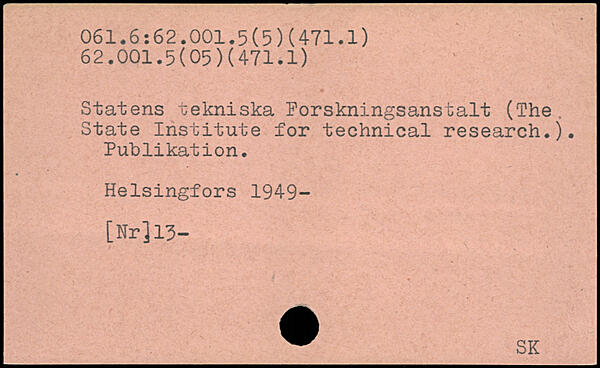 061.6:62.001.5(5)(471.1)
62.001.5(05)(471.1)
Statens tekniska Forskningsanstalt (The
State Institute for technical research.).
Publikation.
Helsingfors 1949-
[Nr]13-
SK